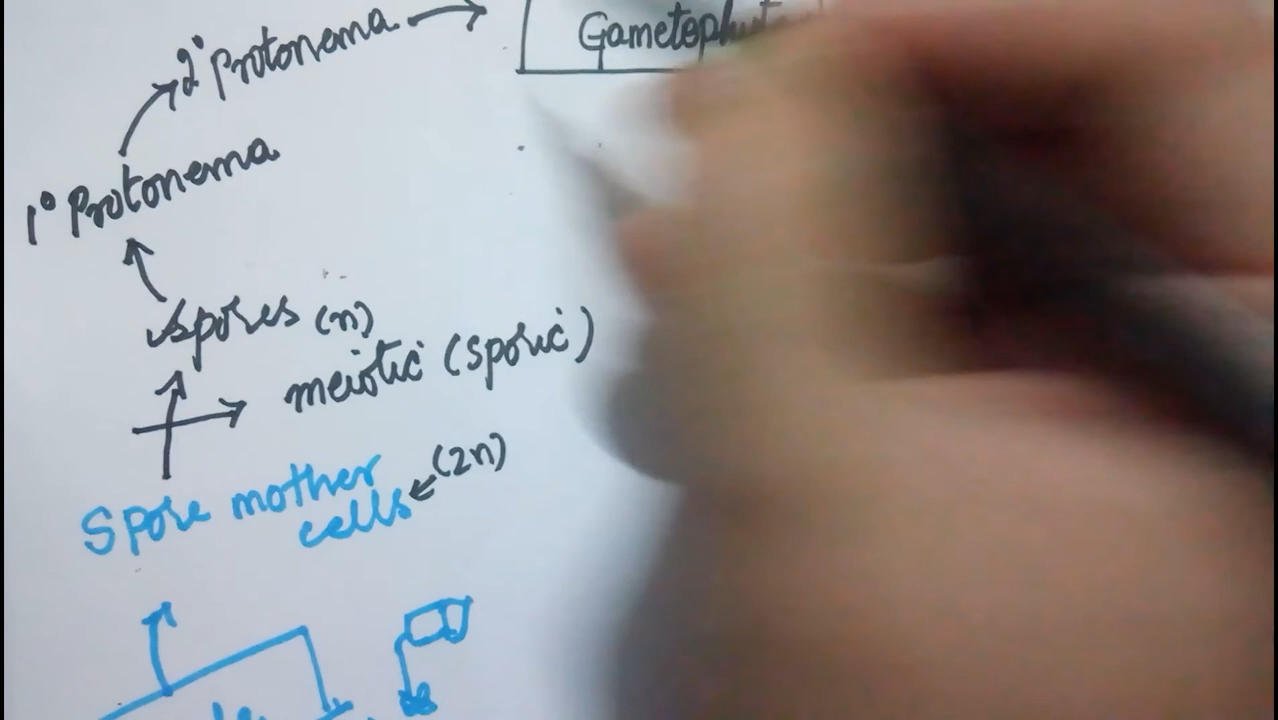 2° Protonema
Gametophyte
1° Protonema
Spores (n)
meiotic (sporic)
Spore mother
cells
(2n)